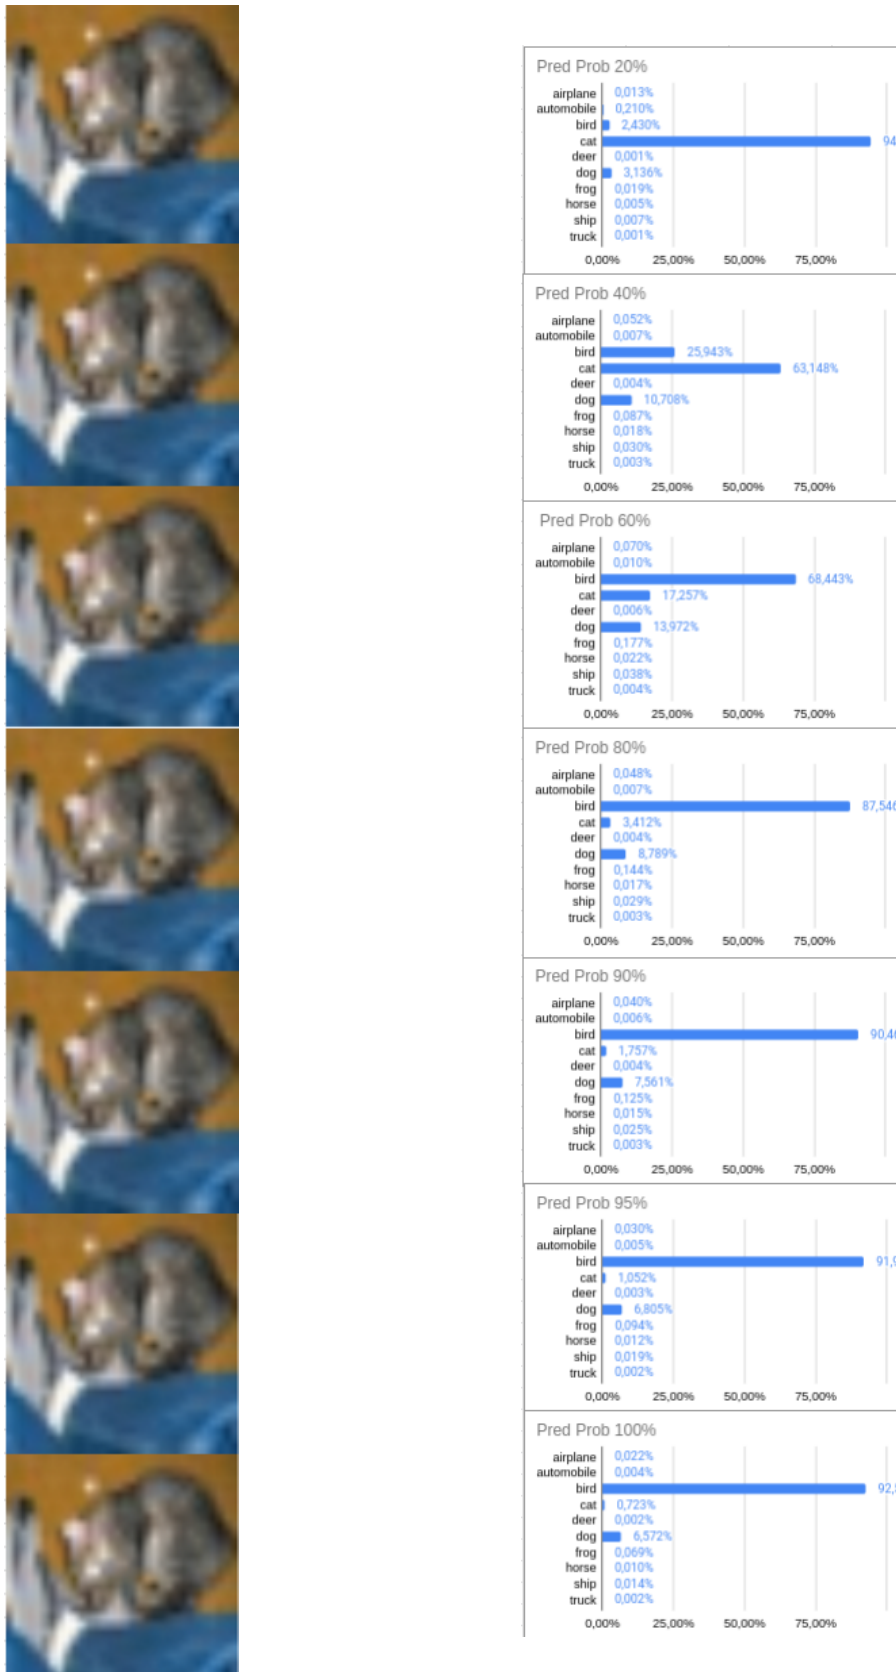 Pred Prob 20%
airplane 0,013%
automobile 0,210%
bird 2,430%
cat 94
deer 0,001%
dog 3,136%
frog 0,019%
horse 0,005%
ship 0,007%
truck 0,001%
0,00% 25,00% 50,00% 75,00%
Pred Prob 40%
airplane 0,052%
automobile 0,007%
bird 25,943%
cat 63,148%
deer 0,004%
dog 10,708%
frog 0,087%
horse 0,018%
ship 0,030%
truck 0,003%
0,00% 25,00% 50,00% 75,00%
Pred Prob 60%
airplane 0,070%
automobile 0,010%
bird 68,443%
cat 17,257%
deer 0,006%
dog 13,972%
frog 0,177%
horse 0,022%
ship 0,038%
truck 0,004%
0,00% 25,00% 50,00% 75,00%
Pred Prob 80%
airplane 0,048%
automobile 0,007%
bird 87,546
cat 3,412%
deer 0,004%
dog 8,789%
frog 0,144%
horse 0,017%
ship 0,029%
truck 0,003%
0,00% 25,00% 50,00% 75,00%
Pred Prob 90%
airplane 0,040%
automobile 0,006%
bird 90,4
cat 1,757%
deer 0,004%
dog 7,561%
frog 0,125%
horse 0,015%
ship 0,025%
truck 0,003%
0,00% 25,00% 50,00% 75,00%
Pred Prob 95%
airplane 0,030%
automobile 0,005%
bird 91,9
cat 1,052%
deer 0,003%
dog 6,805%
frog 0,094%
horse 0,012%
ship 0,019%
truck 0,002%
0,00% 25,00% 50,00% 75,00%
Pred Prob 100%
airplane 0,022%
automobile 0,004%
bird 92,
cat 0,723%
deer 0,002%
dog 6,572%
frog 0,069%
horse 0,010%
ship 0,014%
truck 0,002%
0,00% 25,00% 50,00% 75,00%